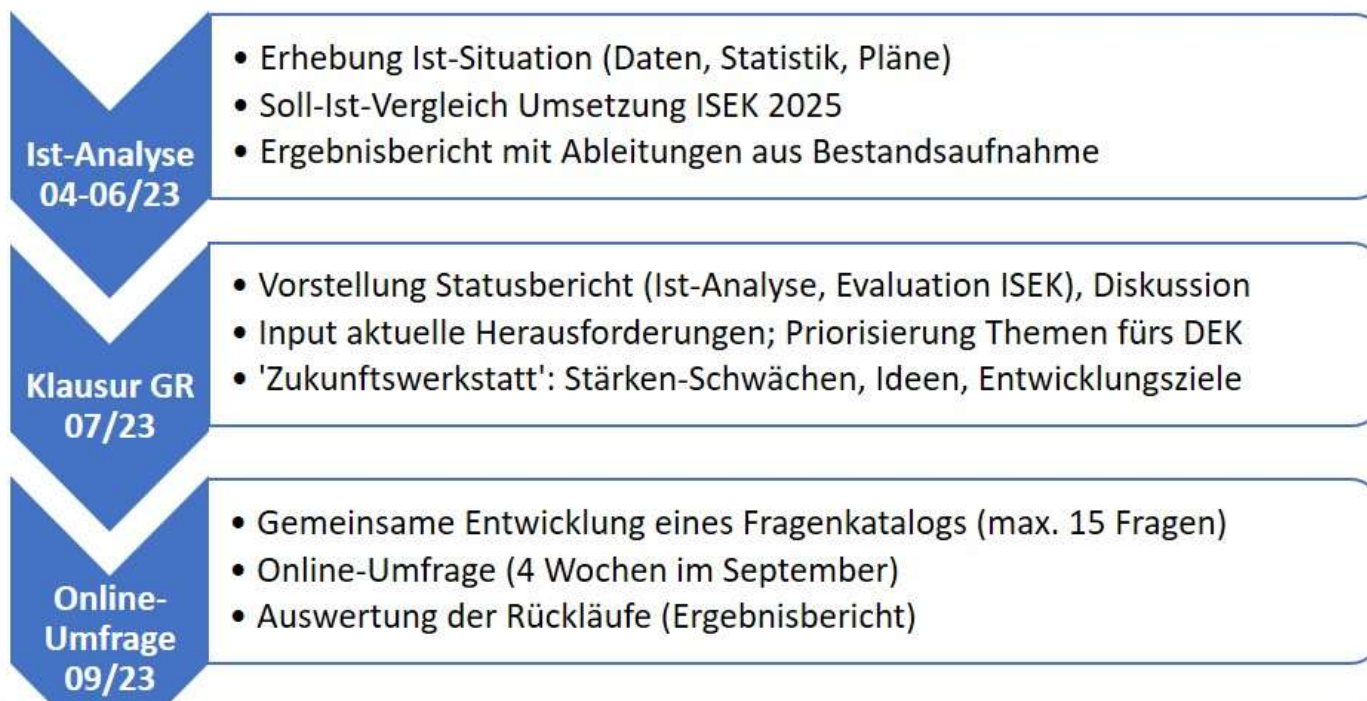 Ist-Analyse
04-06/23
• Erhebung Ist-Situation (Daten, Statistik, Pläne)
• Soll-Ist-Vergleich Umsetzung ISEK 2025
• Ergebnisbericht mit Ableitungen aus Bestandsaufnahme
Klausur GR
07/23
• Vorstellung Statusbericht (Ist-Analyse, Evaluation ISEK), Diskussion
• Input aktuelle Herausforderungen; Priorisierung Themen fürs DEK
• 'Zukunftswerkstatt': Stärken-Schwächen, Ideen, Entwicklungsziele
Online-
Umfrage
09/23
• Gemeinsame Entwicklung eines Fragenkatalogs (max. 15 Fragen)
• Online-Umfrage (4 Wochen im September)
• Auswertung der Rückläufe (Ergebnisbericht)